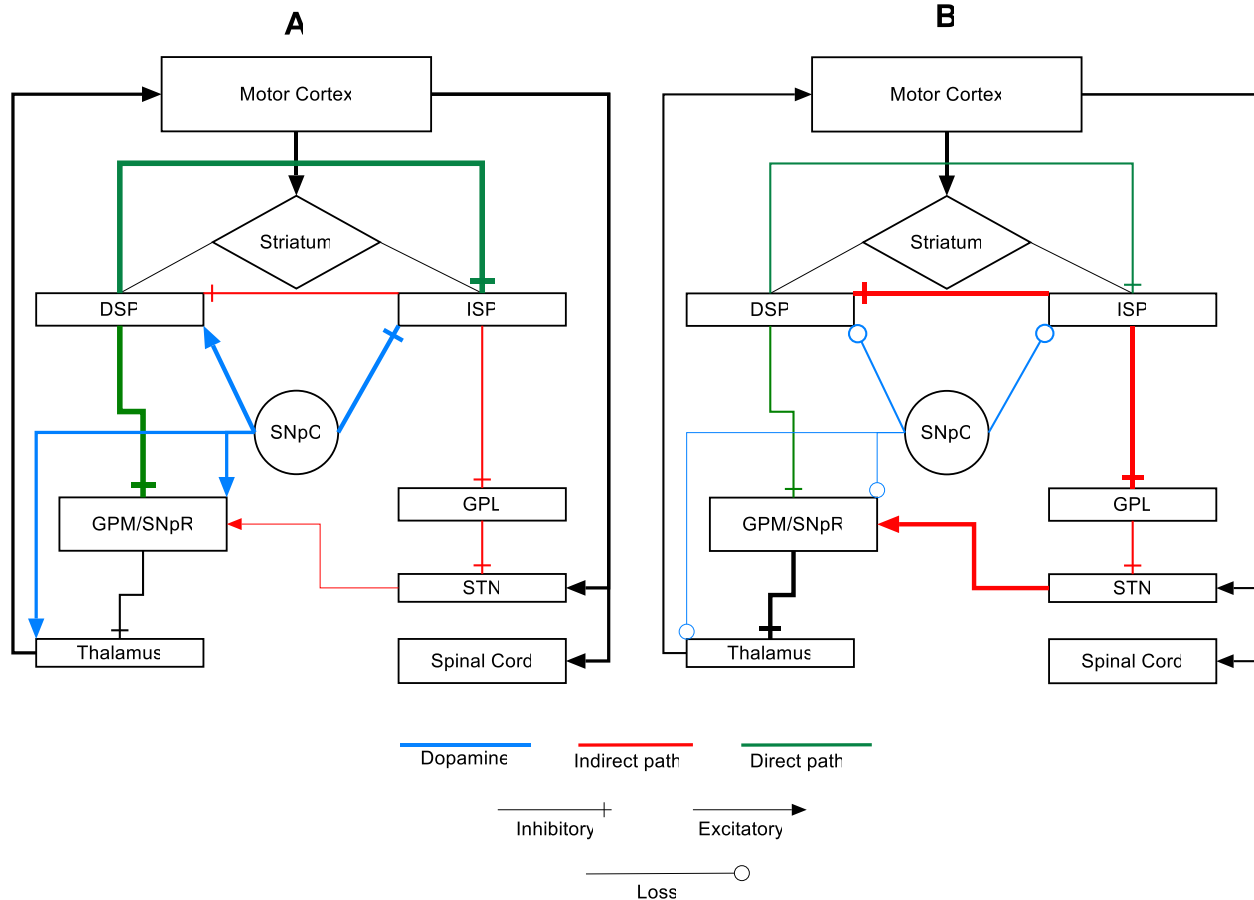 A
B
Motor Cortex
Motor Cortex
Striatum
Striatum
DSP
ISP
DSP
ISP
SNpC
SNpC
GPM/SNpR
GPL
GPM/SNpR
GPL
STN
STN
Thalamus
Spinal Cord
Thalamus
Spinal Cord
Dopamine
Indirect path
Direct path
Inhibitory
Excitatory
Loss